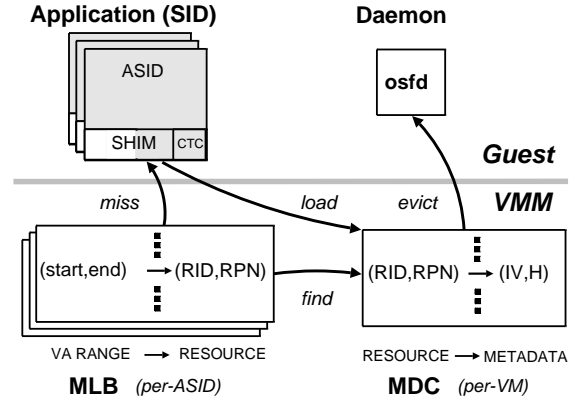 Application (SID)
Daemon
ASID
osfd
SHIM
CTC
Guest
miss
load
evict
VMM
(start,end) → (RID,RPN)
(RID,RPN) → (IV,H)
find
VA RANGE → RESOURCE
RESOURCE → METADATA
MLB (per-ASID)
MDC (per-VM)